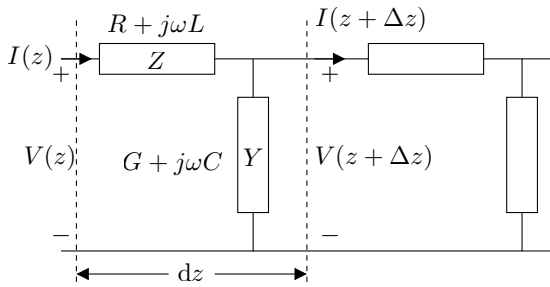 R + jωL
I(z + Δz)
I(z)
Z
+
+
V(z)
G + jωC
Y
V(z + Δz)
−
−
dz